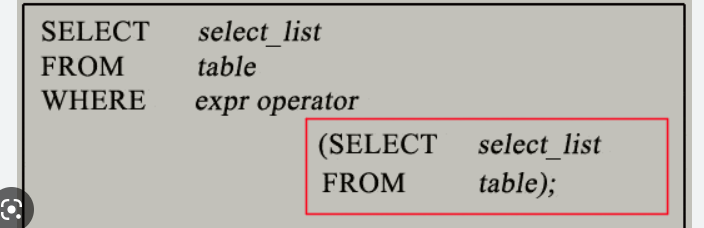 SELECT select_list
FROM table
WHERE expr operator
(SELECT select_list
FROM table);